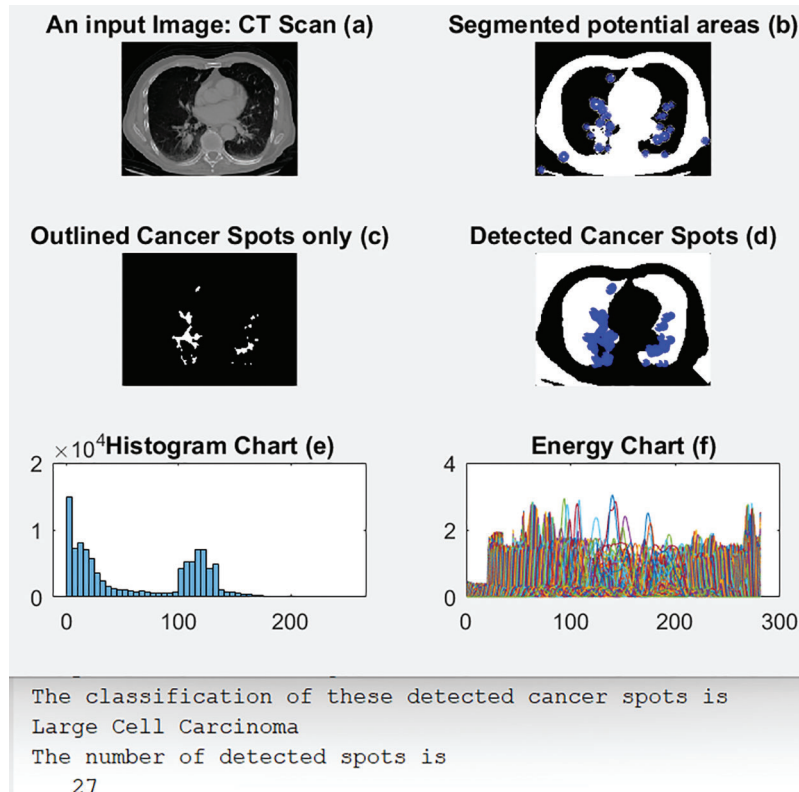 An input Image: CT Scan (a)
Segmented potential areas (b)
Outlined Cancer Spots only (c)
Detected Cancer Spots (d)
×10⁴ Histogram Chart (e)
2
1
0
0 100 200
Energy Chart (f)
4
2
0
0 100 200 300
The classification of these detected cancer spots is
Large Cell Carcinoma
The number of detected spots is
27